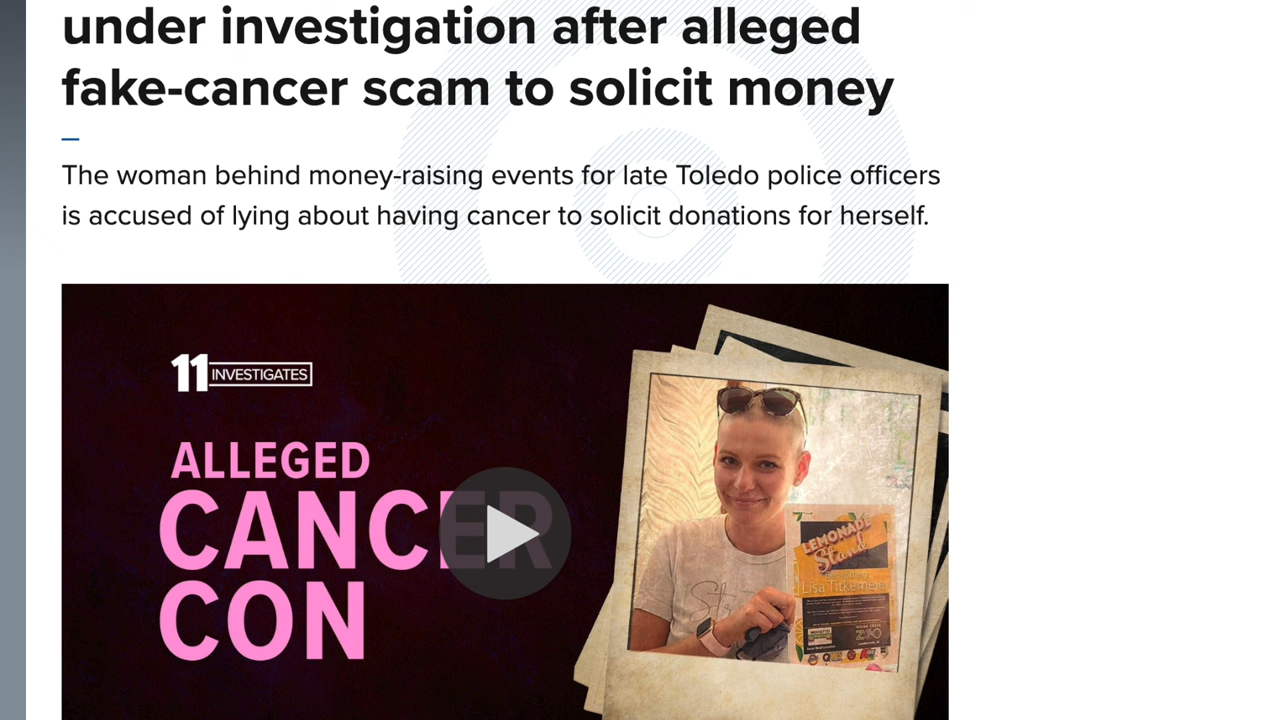 under investigation after alleged
fake-cancer scam to solicit money
The woman behind money-raising events for late Toledo police officers
is accused of lying about having cancer to solicit donations for herself.
11 INVESTIGATES
ALLEGED
CANCER
CON
LEMONADE
Stand
Lisa Titkemeier